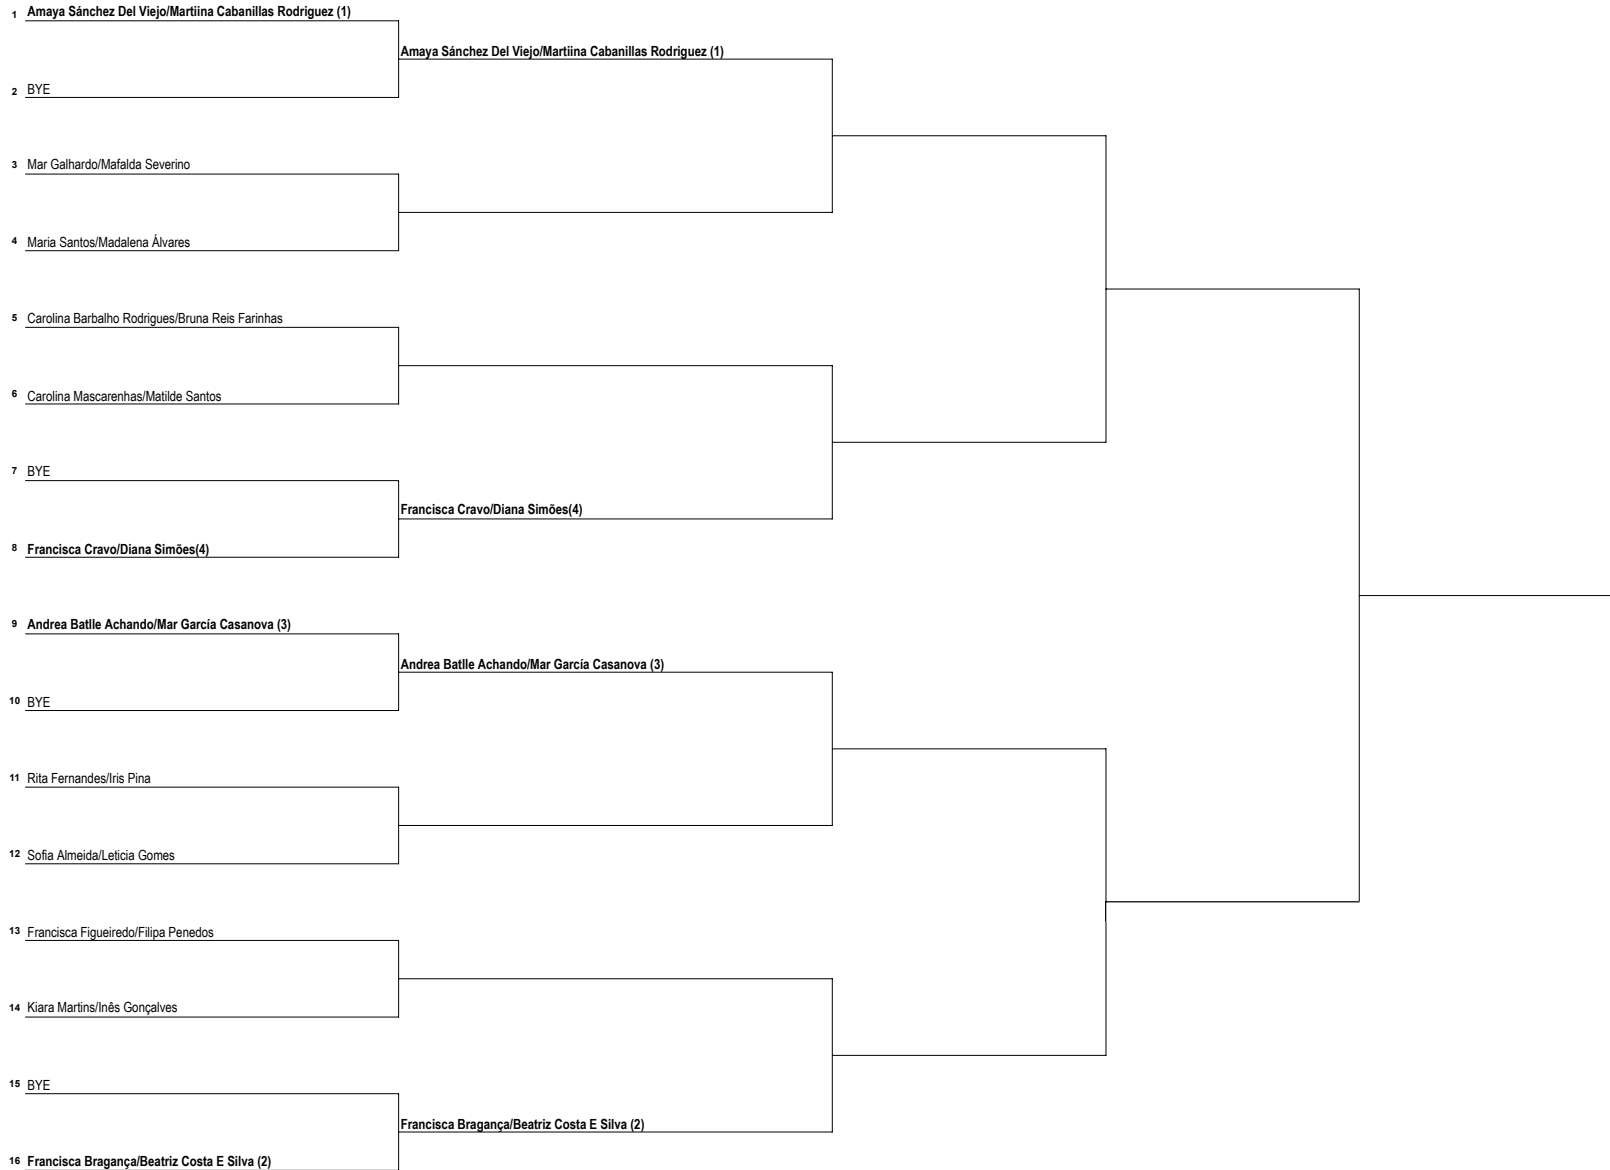 1 Amaya Sánchez Del Viejo/Martiina Cabanillas Rodriguez (1)
Amaya Sánchez Del Viejo/Martiina Cabanillas Rodriguez (1)
2 BYE
3 Mar Galhardo/Mafalda Severino
4 Maria Santos/Madalena Álvares
5 Carolina Barbalho Rodrigues/Bruna Reis Farinhas
6 Carolina Mascarenhas/Matilde Santos
7 BYE
Francisca Cravo/Diana Simões(4)
8 Francisca Cravo/Diana Simões(4)
9 Andrea Batlle Achando/Mar García Casanova (3)
Andrea Batlle Achando/Mar García Casanova (3)
10 BYE
11 Rita Fernandes/Iris Pina
12 Sofia Almeida/Leticia Gomes
13 Francisca Figueiredo/Filipa Penedos
14 Kiara Martins/Inês Gonçalves
15 BYE
Francisca Bragança/Beatriz Costa E Silva (2)
16 Francisca Bragança/Beatriz Costa E Silva (2)